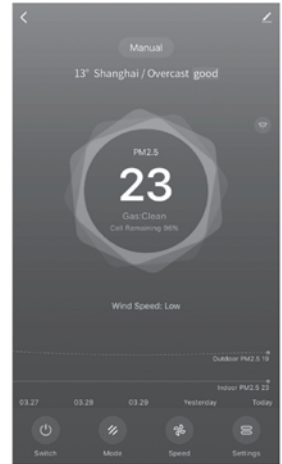 Manual
13° Shanghai / Overcast good
PM2.5
23
Gas:Clean
Cell Remaining 96%
Wind Speed: Low
Outdoor PM2.5 19
Indoor PM2.5 23
03.27 03.28 03.29 Yesterday Today
Switch Mode Speed Settings